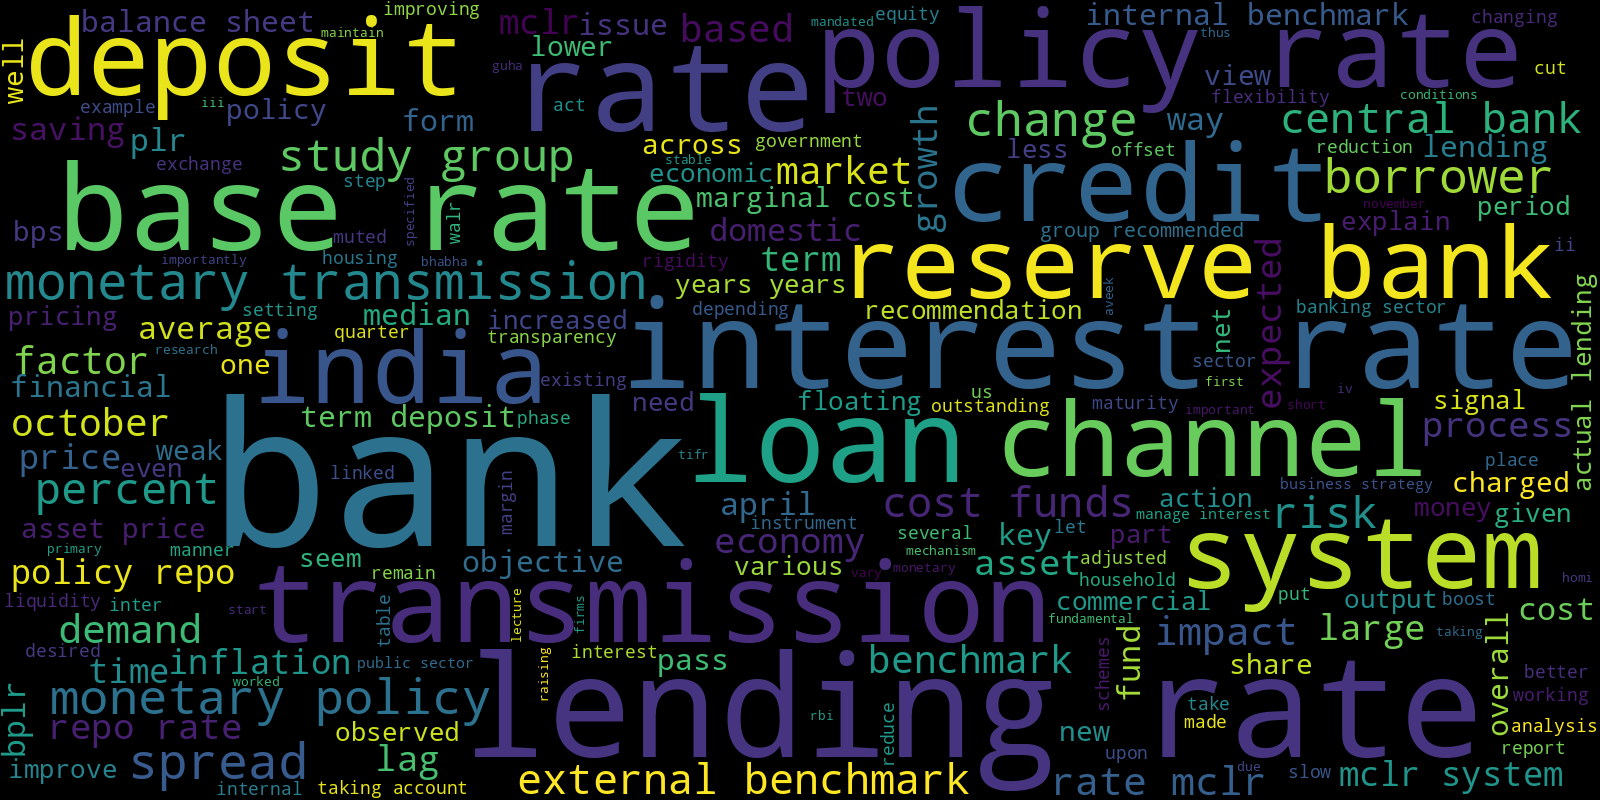 balance sheet
improving
maintain
mclr
issue
based
mandated
equity
internal benchmark
changing
well
deposit
lower
policy rate
thus
guha
rate
view
cut
example
iii
policy
act
two
flexibility
conditions
saving
plr
form
growth
change
way
central bank
exchange
study group
across
government
less
offset
reduction
lending
step
stable
economic
market
credit
borrower
base rate
specified
walr
marginal cost
november
period
bps
muted
domestic
group recommended
explain
importantly
housing
bhabha
rigidity
term
reserve bank
expected
ii
monetary transmission
years years
aveek
actual lending
pricing
setting
median
increased
depending
recommendation
net
banking sector
average
quarter
transparency
interest rate
factor
research
one
india
existing
sector
first
financial
need
floating
us
outstanding
maturity
important
short
iv
signal
october
term deposit
phase
bank
loan channel
process
price
even
weak
linked
tifr
place
percent
margin
business strategy
charged
asset price
april
cost funds
action
risk
money
given
instrument
several
key
let
manage interest
part
primary
manner
seem
objective
economy
mechanism
adjusted
system
policy repo
remain
various
vary
monetary
asset
household
homi
liquidity
inter
start
transmission
commercial
put
output
boost
cost
demand
table
lecture
firms
fundamental
impact
large
taking
overall
desired
time
inflation
public sector
interest
pass
benchmark
schemes
fund
share
better
worked
raising
working
bplr
monetary policy
lending rate
take
made
repo rate
rbi
reduce
new
analysis
observed
upon
report
improve
spread
lag
due
slow
internal
taking account
external benchmark
rate mclr
mclr system